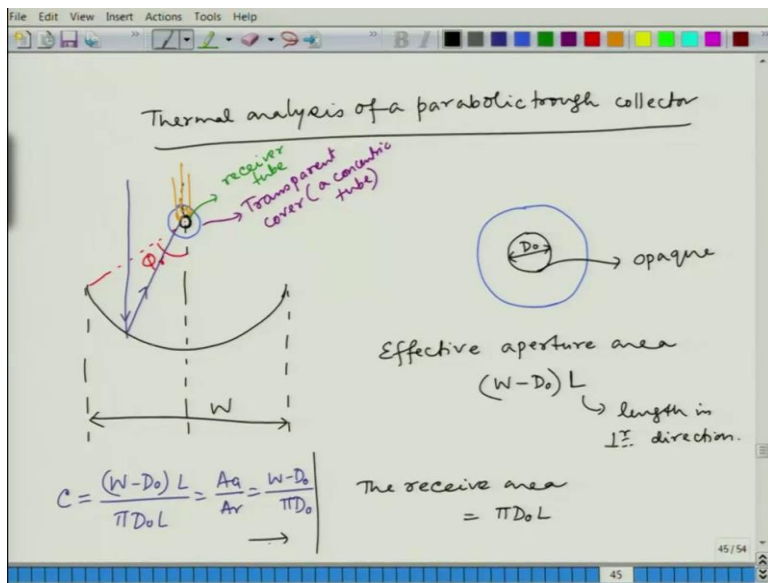 File Edit View Insert Actions Tools Help
B I
Thermal analysis of a parabolic trough collector
receiver
tube
Transparent
cover (a concentric
tube)
Φr
W
D₀
opaque
Effective aperture area
(W-D₀) L
length in
⊥r direction.
C = (W-D₀) L / πD₀L = Aa / Ar = W-D₀ / πD₀
The receive area
= πD₀L
45/54
45